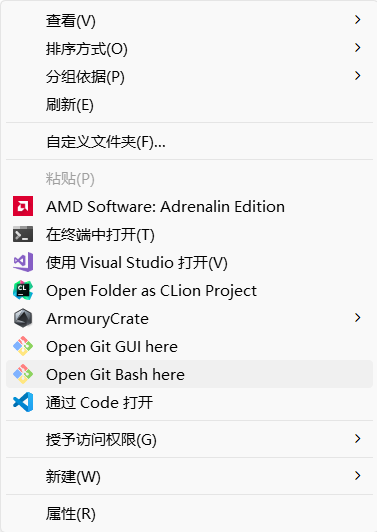 查看(V)
排序方式(O)
分组依据(P)
刷新(E)
自定义文件夹(F)...
粘贴(P)
AMD Software: Adrenalin Edition
在终端中打开(T)
使用 Visual Studio 打开(V)
Open Folder as CLion Project
ArmouryCrate
Open Git GUI here
Open Git Bash here
通过 Code 打开
授予访问权限(G)
新建(W)
属性(R)